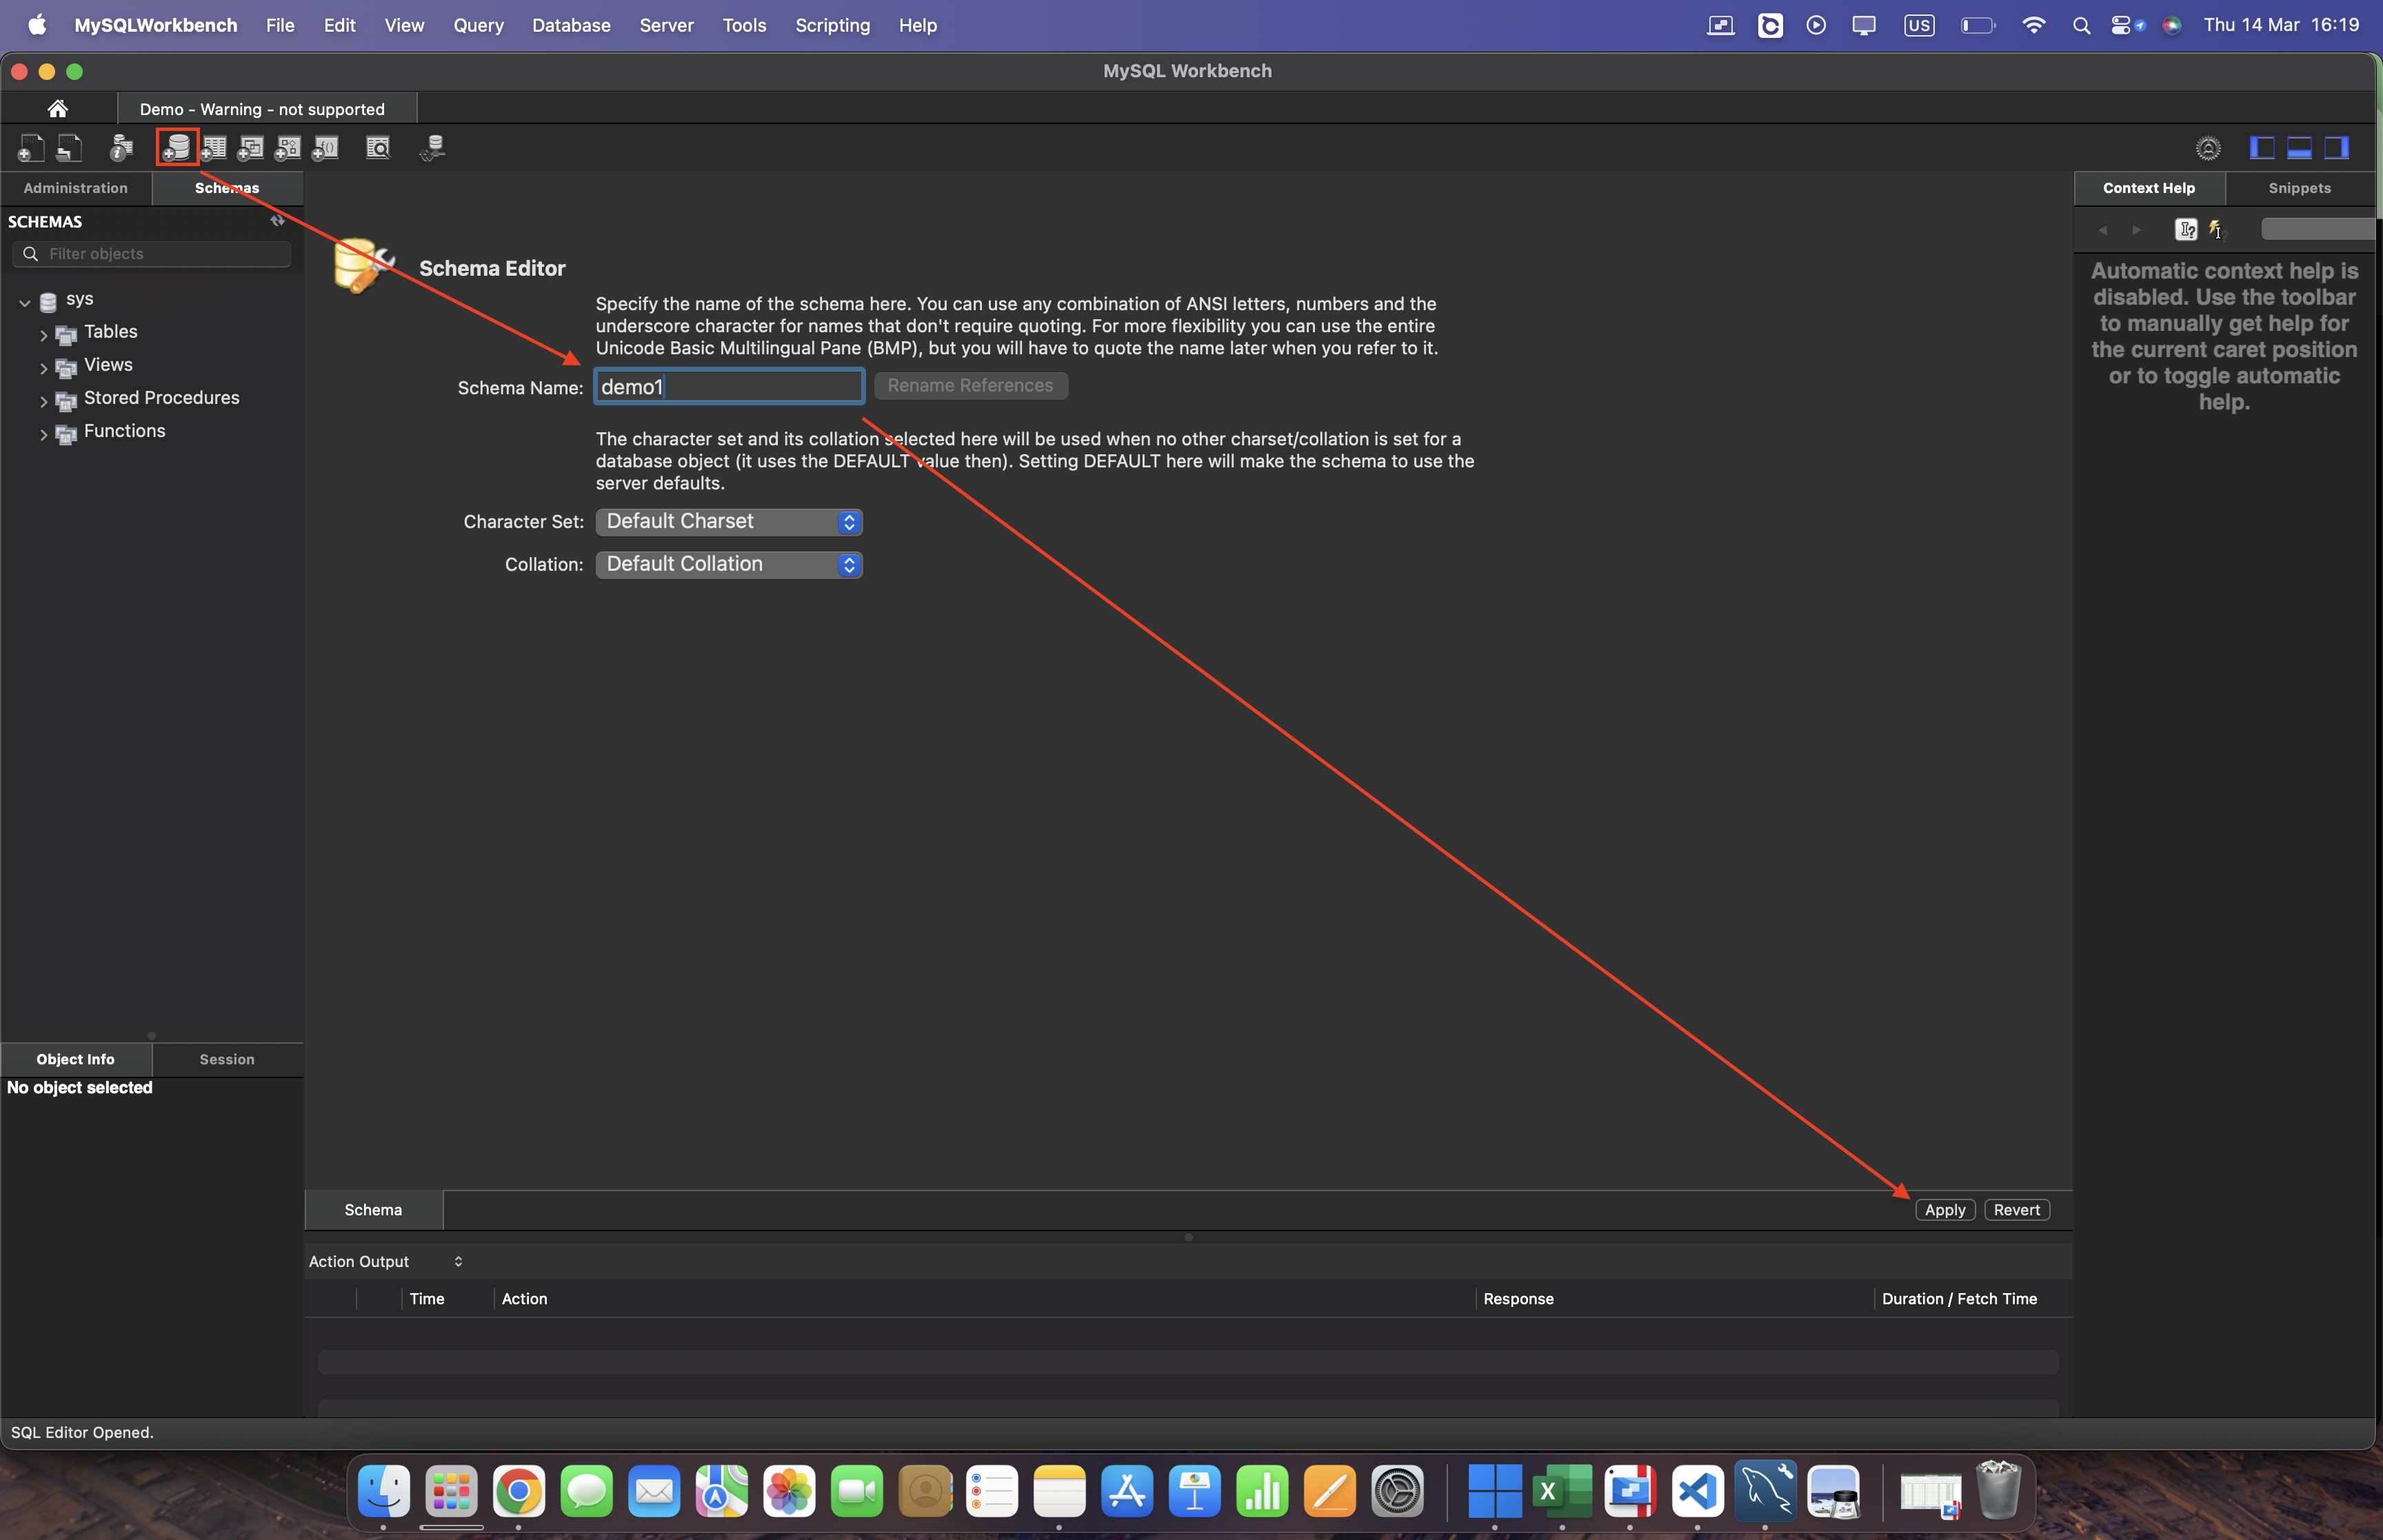 MySQLWorkbench File Edit View Query Database Server Tools Scripting Help US Thu 14 Mar 16:19
MySQL Workbench
Demo - Warning - not supported
Administration Schemas
SCHEMAS
Filter objects
sys
Tables
Views
Stored Procedures
Functions
Schema Editor
Specify the name of the schema here. You can use any combination of ANSI letters, numbers and the
underscore character for names that don't require quoting. For more flexibility you can use the entire
Unicode Basic Multilingual Pane (BMP), but you will have to quote the name later when you refer to it.
Schema Name: demo1 Rename References
The character set and its collation selected here will be used when no other charset/collation is set for a
database object (it uses the DEFAULT value then). Setting DEFAULT here will make the schema to use the
server defaults.
Character Set: Default Charset
Collation: Default Collation
Context Help Snippets
Automatic context help is
disabled. Use the toolbar
to manually get help for
the current caret position
or to toggle automatic
help.
Object Info Session
No object selected
Schema Apply Revert
Action Output
Time Action Response Duration / Fetch Time
SQL Editor Opened.